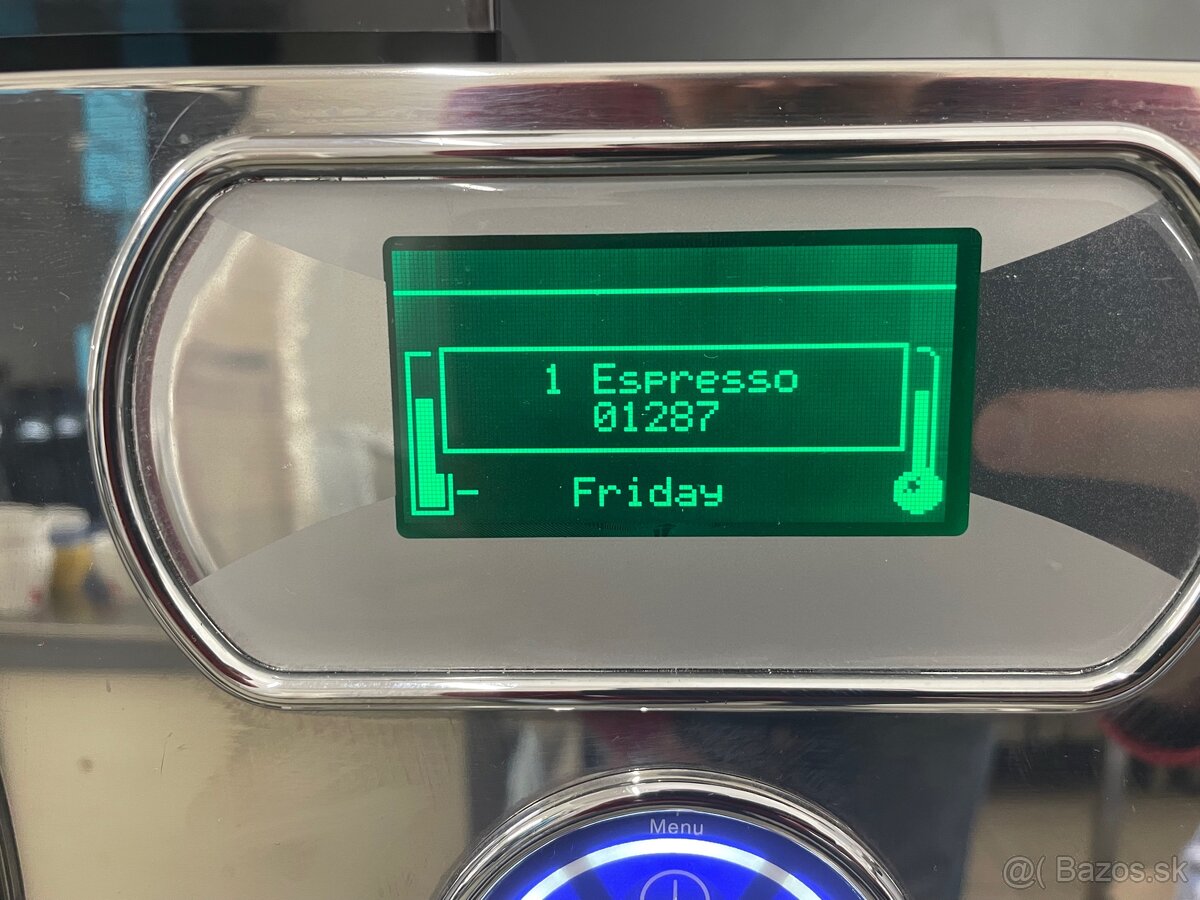 1 Espresso
01287
Friday
Menu
@( Bazos.sk